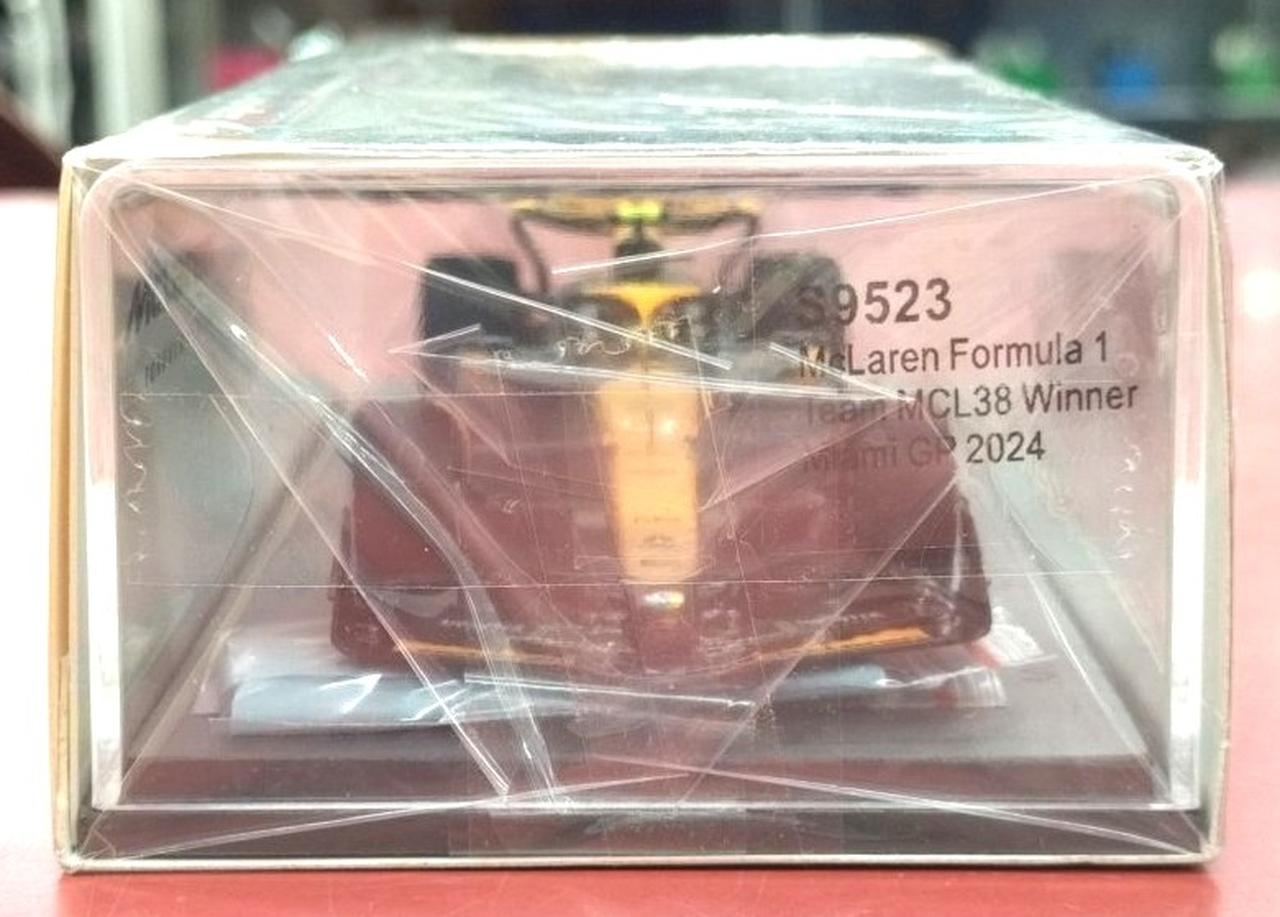 S9523
McLaren Formula 1
Team MCL38 Winner
Miami GP 2024